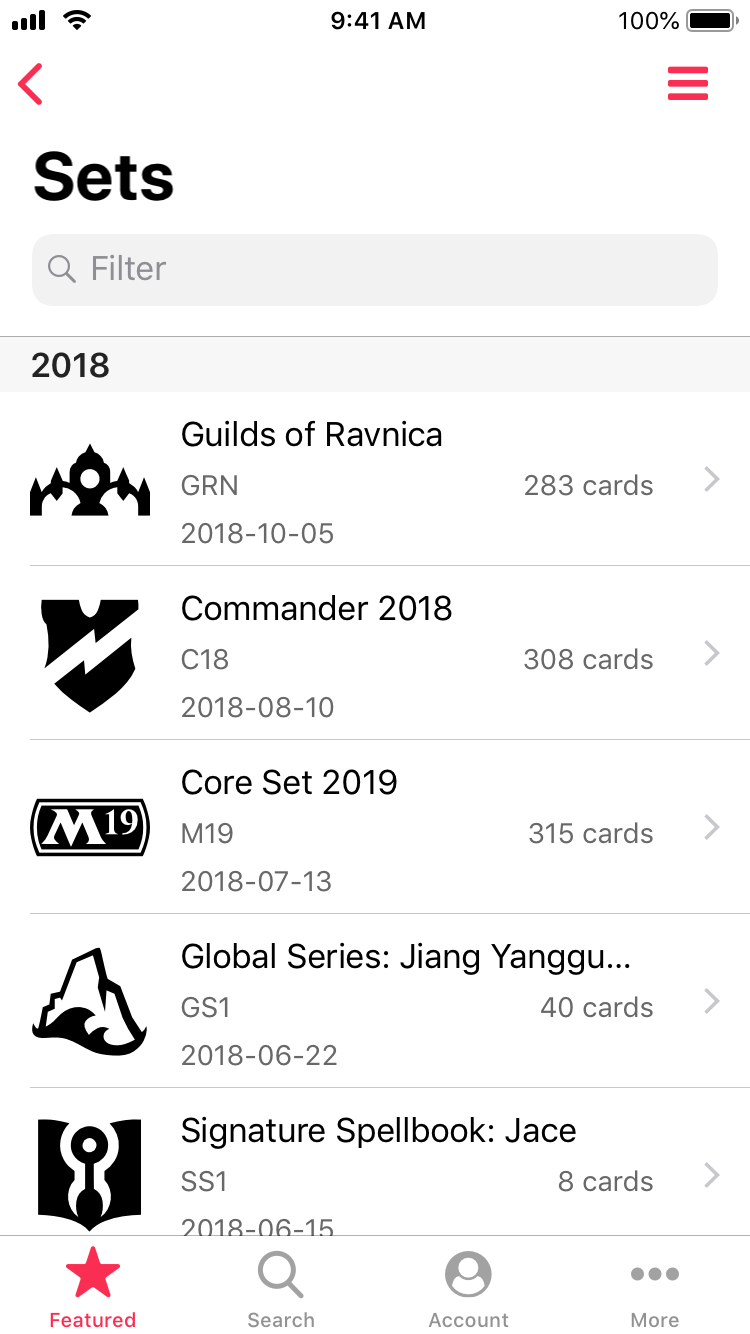 9:41 AM 100%
Sets
Filter
2018
Guilds of Ravnica
GRN 283 cards
2018-10-05
Commander 2018
C18 308 cards
2018-08-10
Core Set 2019
M19
M19 315 cards
2018-07-13
Global Series: Jiang Yanggu...
GS1 40 cards
2018-06-22
Signature Spellbook: Jace
SS1 8 cards
2018-06-15
Featured Search Account More